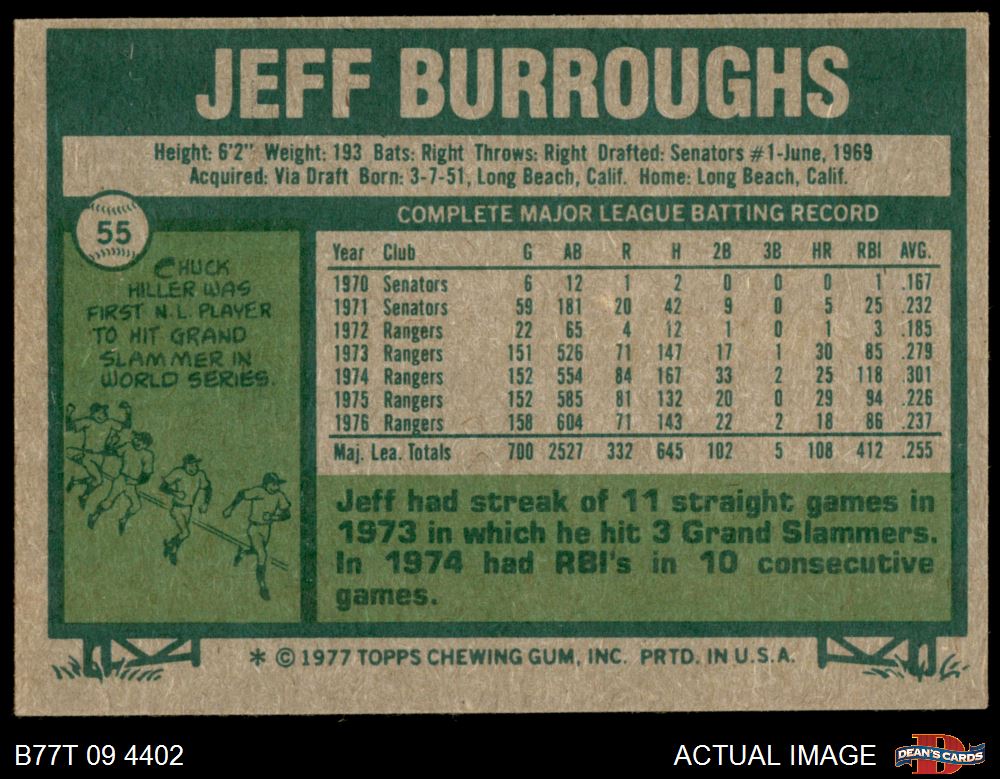 JEFF BURROUGHS
Height: 6'2" Weight: 193 Bats: Right Throws: Right Drafted: Senators #1-June, 1969
Acquired: Via Draft Born: 3-7-51, Long Beach, Calif. Home: Long Beach, Calif.
55
CHUCK
HILLER WAS
FIRST N.L. PLAYER
TO HIT GRAND
SLAMMER IN
WORLD SERIES.
COMPLETE MAJOR LEAGUE BATTING RECORD
Year Club G AB R H 2B 3B HR RBI AVG.
1970 Senators 6 12 1 2 0 0 0 1 .167
1971 Senators 59 181 20 42 9 0 5 25 .232
1972 Rangers 22 65 4 12 1 0 1 3 .185
1973 Rangers 151 526 71 147 17 1 30 85 .279
1974 Rangers 152 554 84 167 33 2 25 118 .301
1975 Rangers 152 585 81 132 20 0 29 94 .226
1976 Rangers 158 604 71 143 22 2 18 86 .237
Maj. Lea. Totals 700 2527 332 645 102 5 108 412 .255
Jeff had streak of 11 straight games in
1973 in which he hit 3 Grand Slammers.
In 1974 had RBI's in 10 consecutive
games.
* © 1977 TOPPS CHEWING GUM, INC. PRTD. IN U.S.A.
B77T 09 4402
ACTUAL IMAGE
D
DEAN'S CARDS